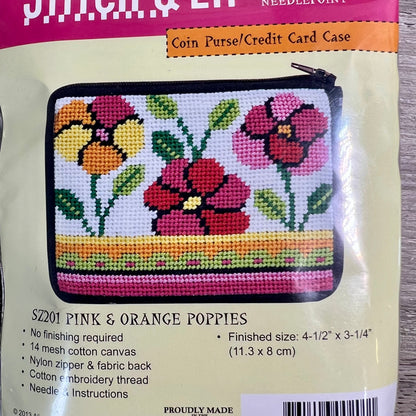 NEEDLEPOINT
Coin Purse/Credit Card Case
SZ201 PINK & ORANGE POPPIES
• No finishing required
• 14 mesh cotton canvas
• Nylon zipper & fabric back
• Cotton embroidery thread
• Needle & Instructions
• Finished size: 4-1/2" x 3-1/4"
(11.3 x 8 cm)
PROUDLY MADE
© 2013